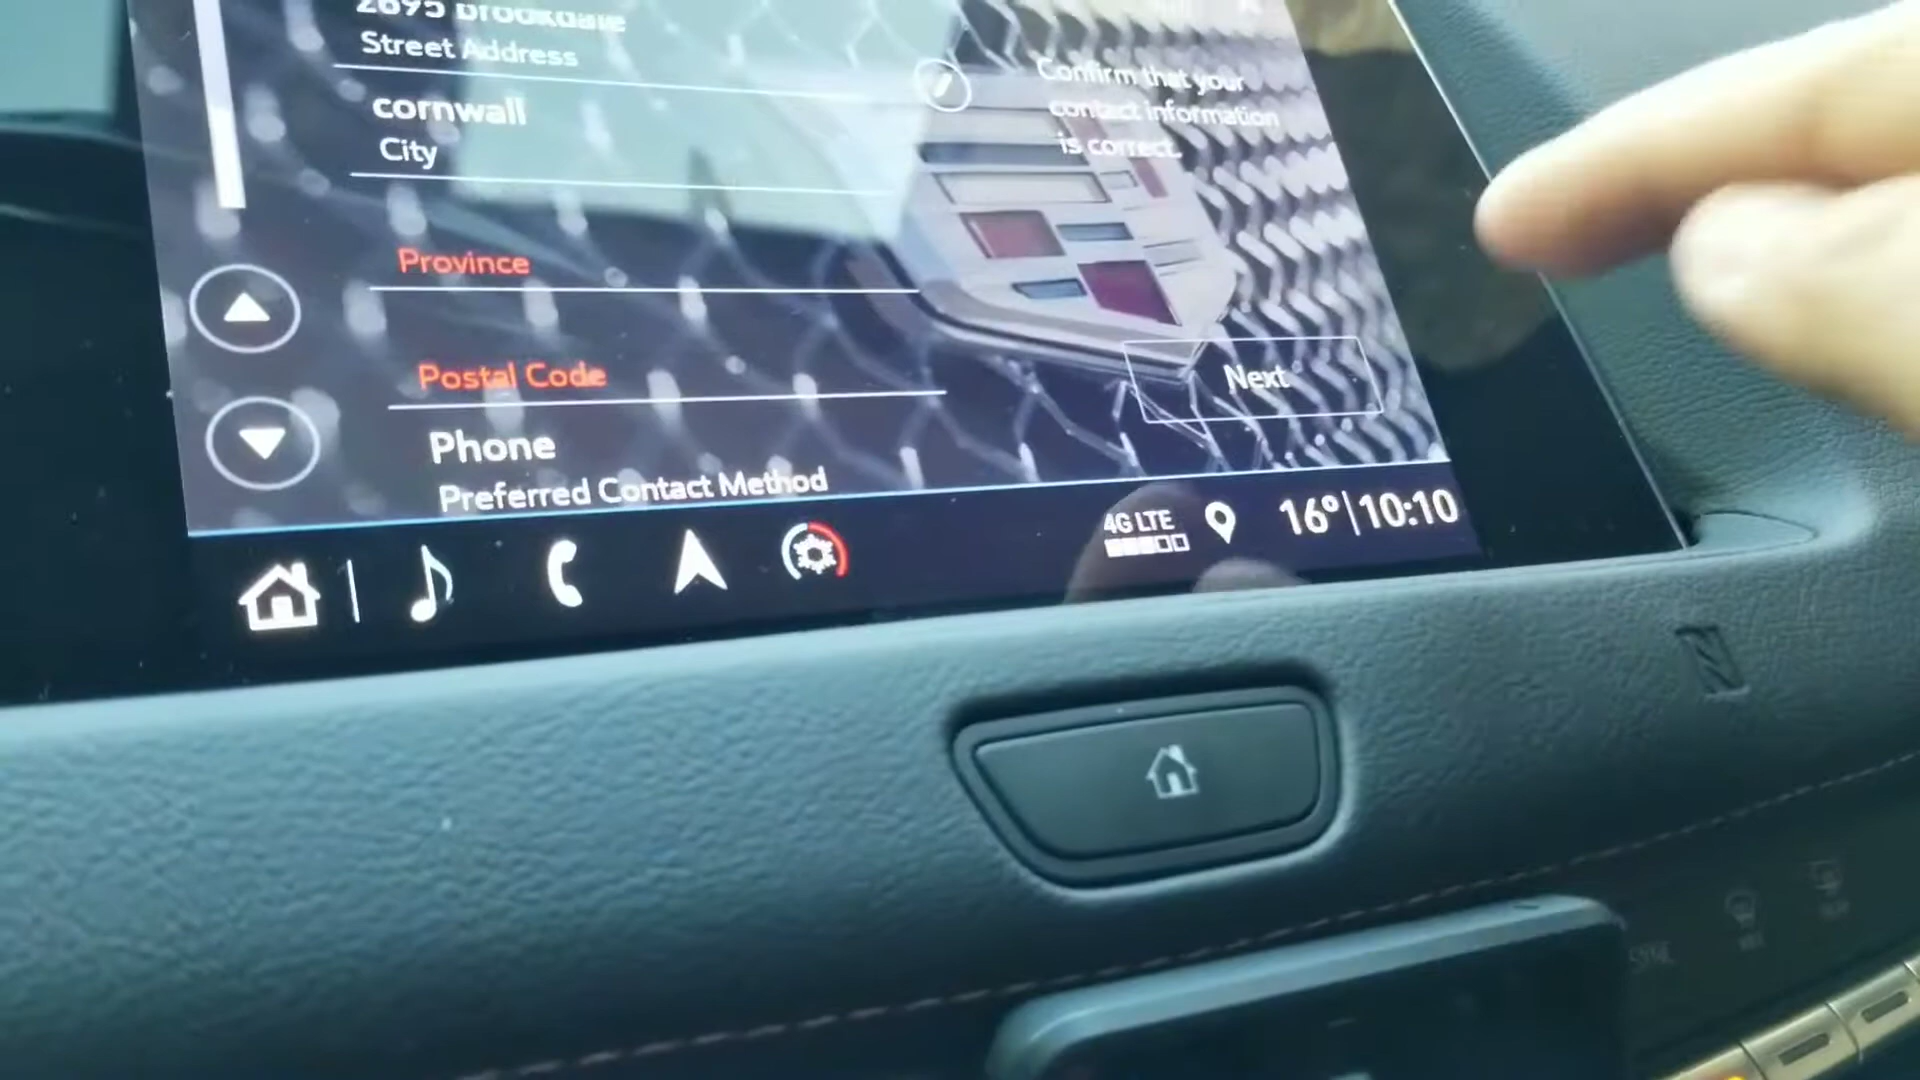 2695 Brookdale
Street Address
cornwall
City
Province
Postal Code
Phone
Preferred Contact Method
Confirm that your
contact information
is correct.
Next
4G LTE
16°|10:10